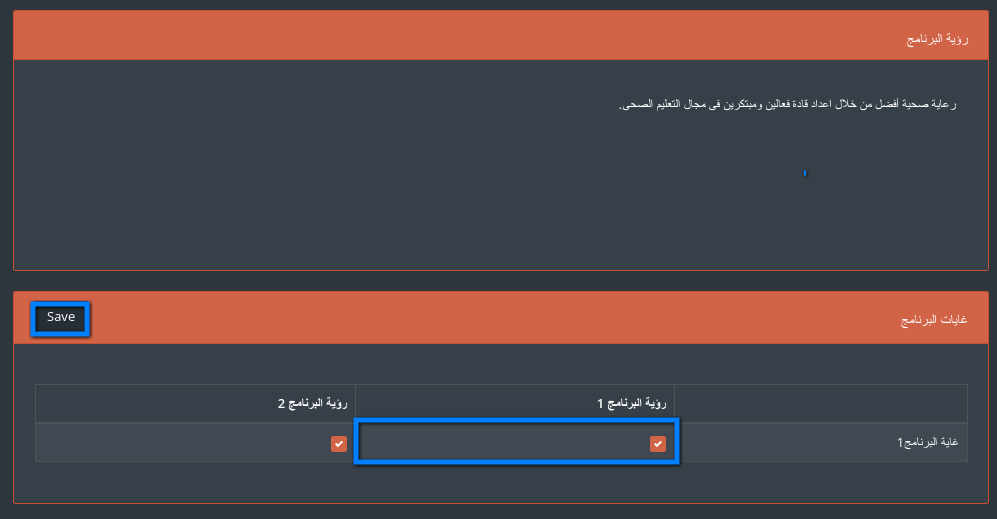 رؤية البرنامج
رعاية صحية أفضل من خلال اعداد قادة فعالين ومبتكرين فى مجال التعليم الصحى.
غايات البرنامج
Save
رؤية البرنامج 1
رؤية البرنامج 2
غاية البرنامج1